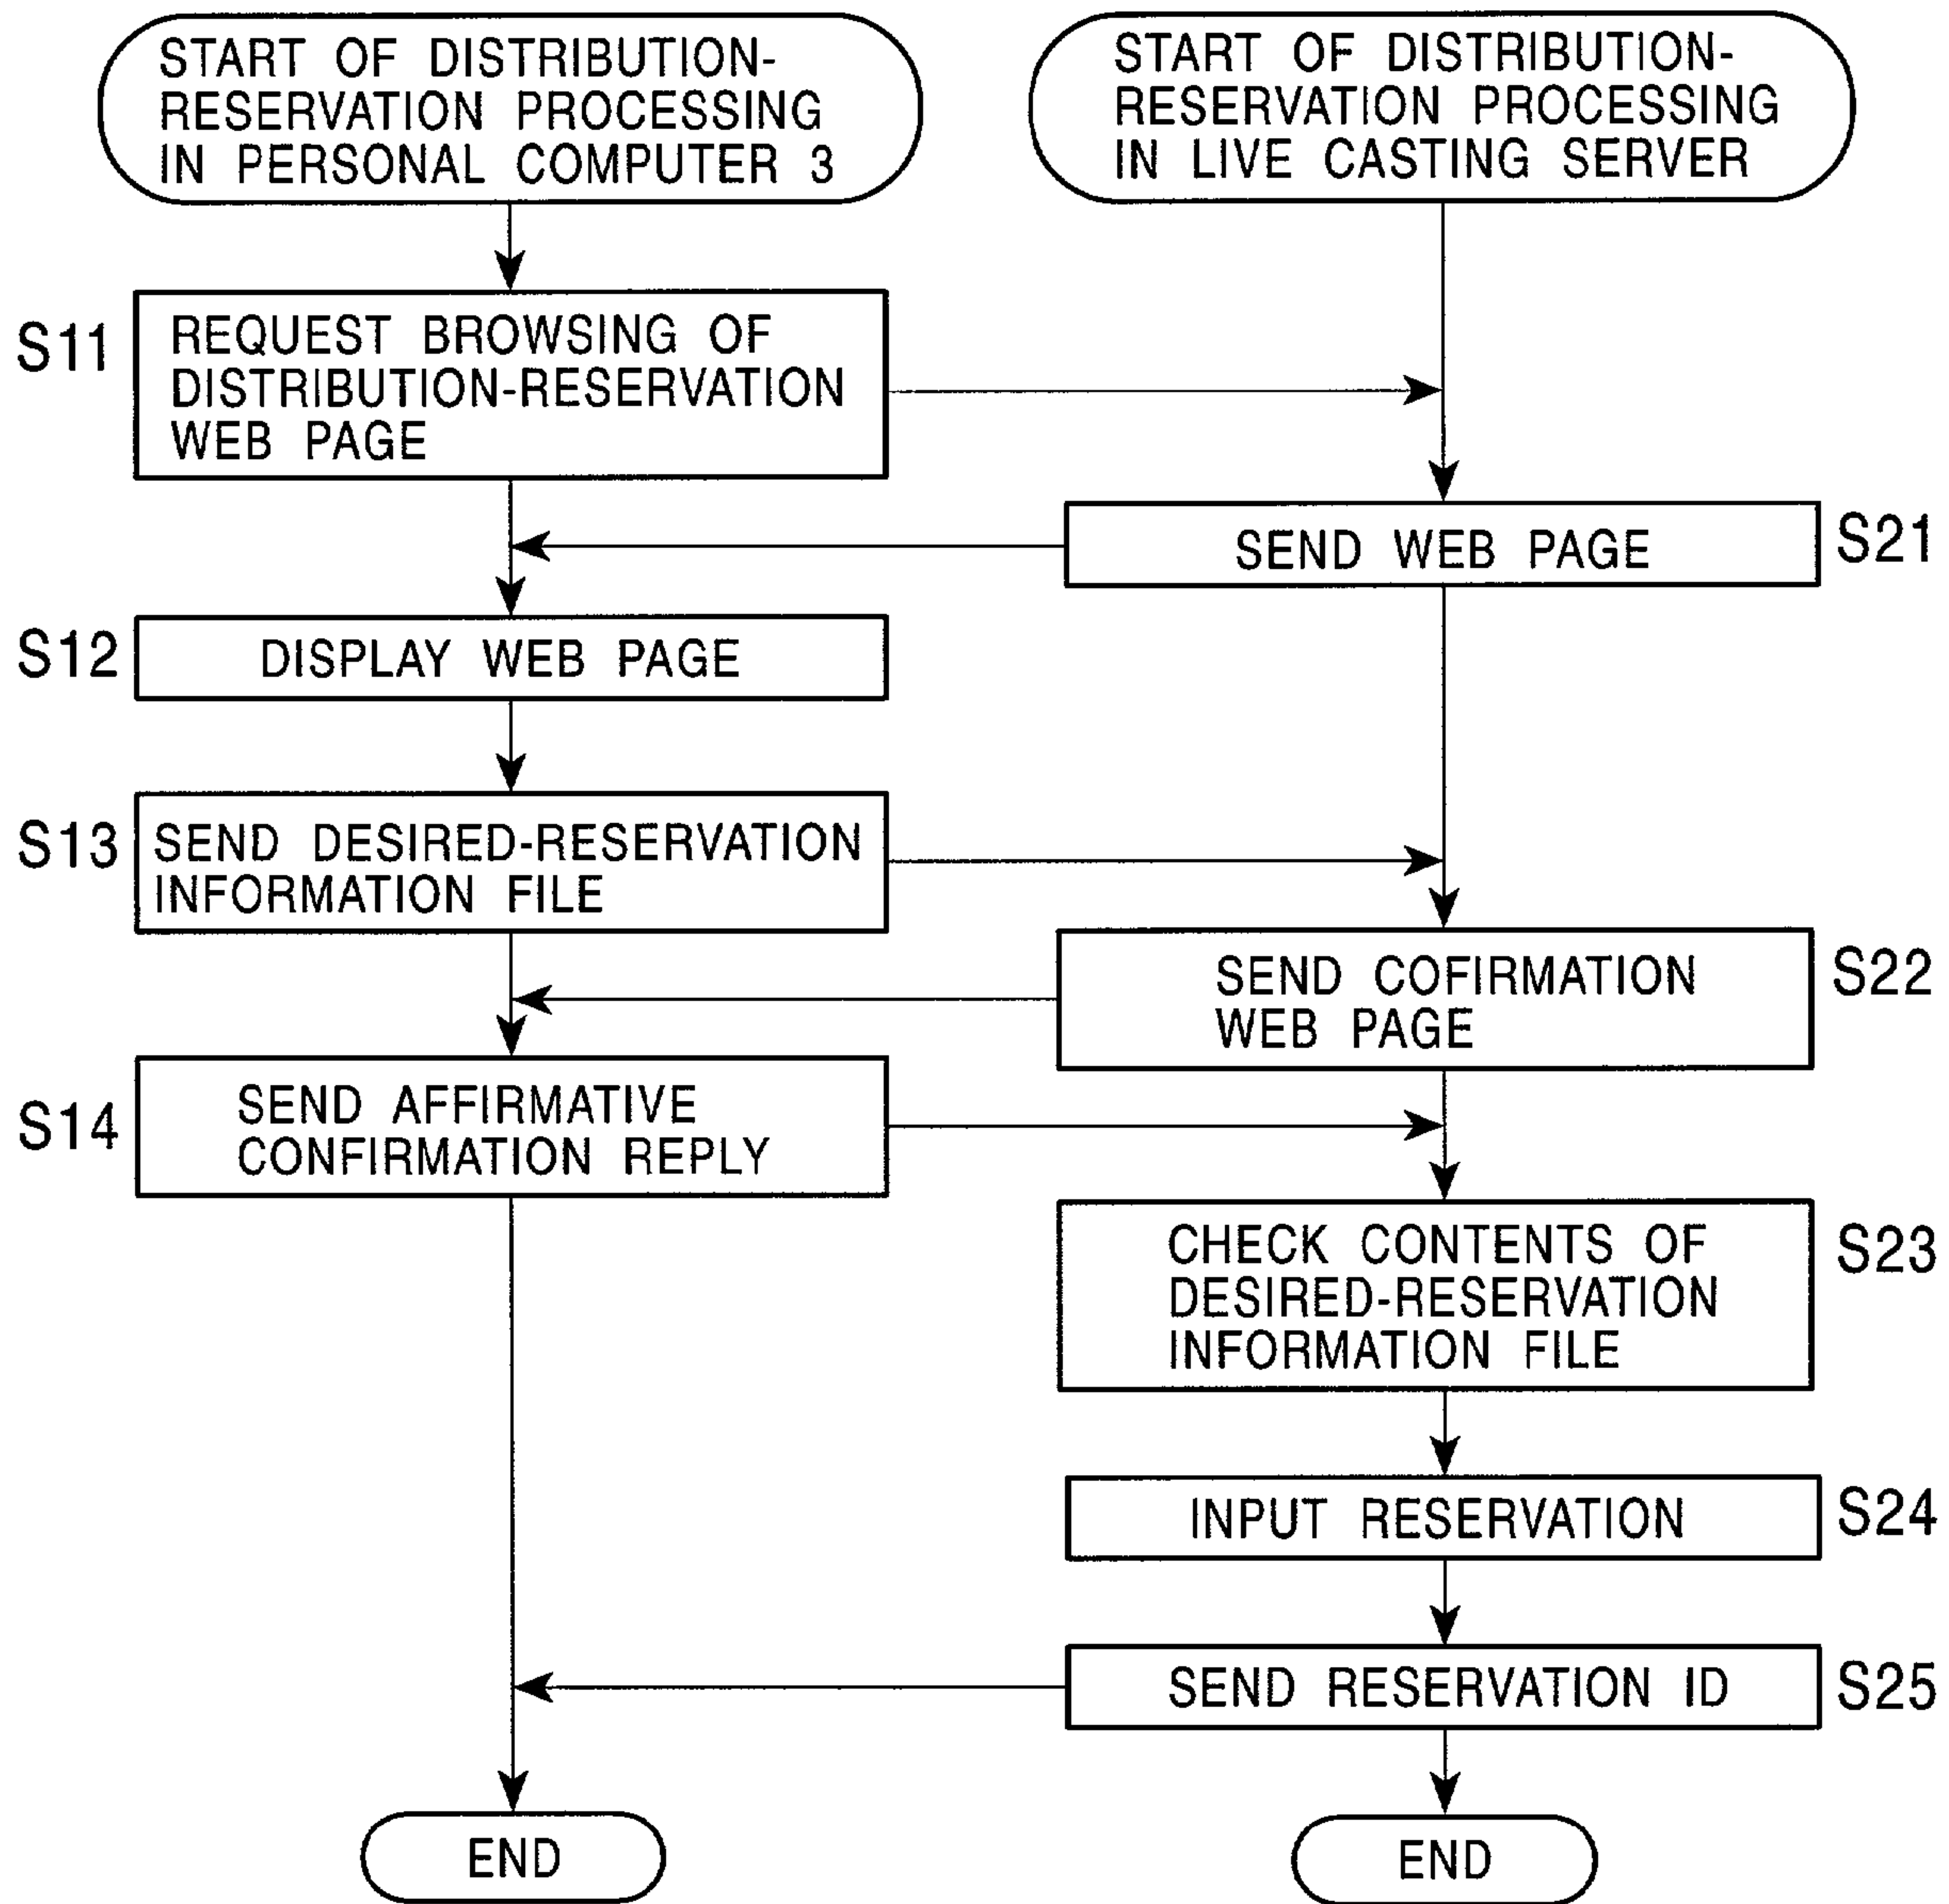 START OF DISTRIBUTION-
RESERVATION PROCESSING
IN PERSONAL COMPUTER 3
START OF DISTRIBUTION-
RESERVATION PROCESSING
IN LIVE CASTING SERVER
S11
REQUEST BROWSING OF
DISTRIBUTION-RESERVATION
WEB PAGE
SEND WEB PAGE
S21
S12
DISPLAY WEB PAGE
S13
SEND DESIRED-RESERVATION
INFORMATION FILE
SEND COFIRMATION
WEB PAGE
S22
S14
SEND AFFIRMATIVE
CONFIRMATION REPLY
CHECK CONTENTS OF
DESIRED-RESERVATION
INFORMATION FILE
S23
INPUT RESERVATION
S24
SEND RESERVATION ID
S25
END
END